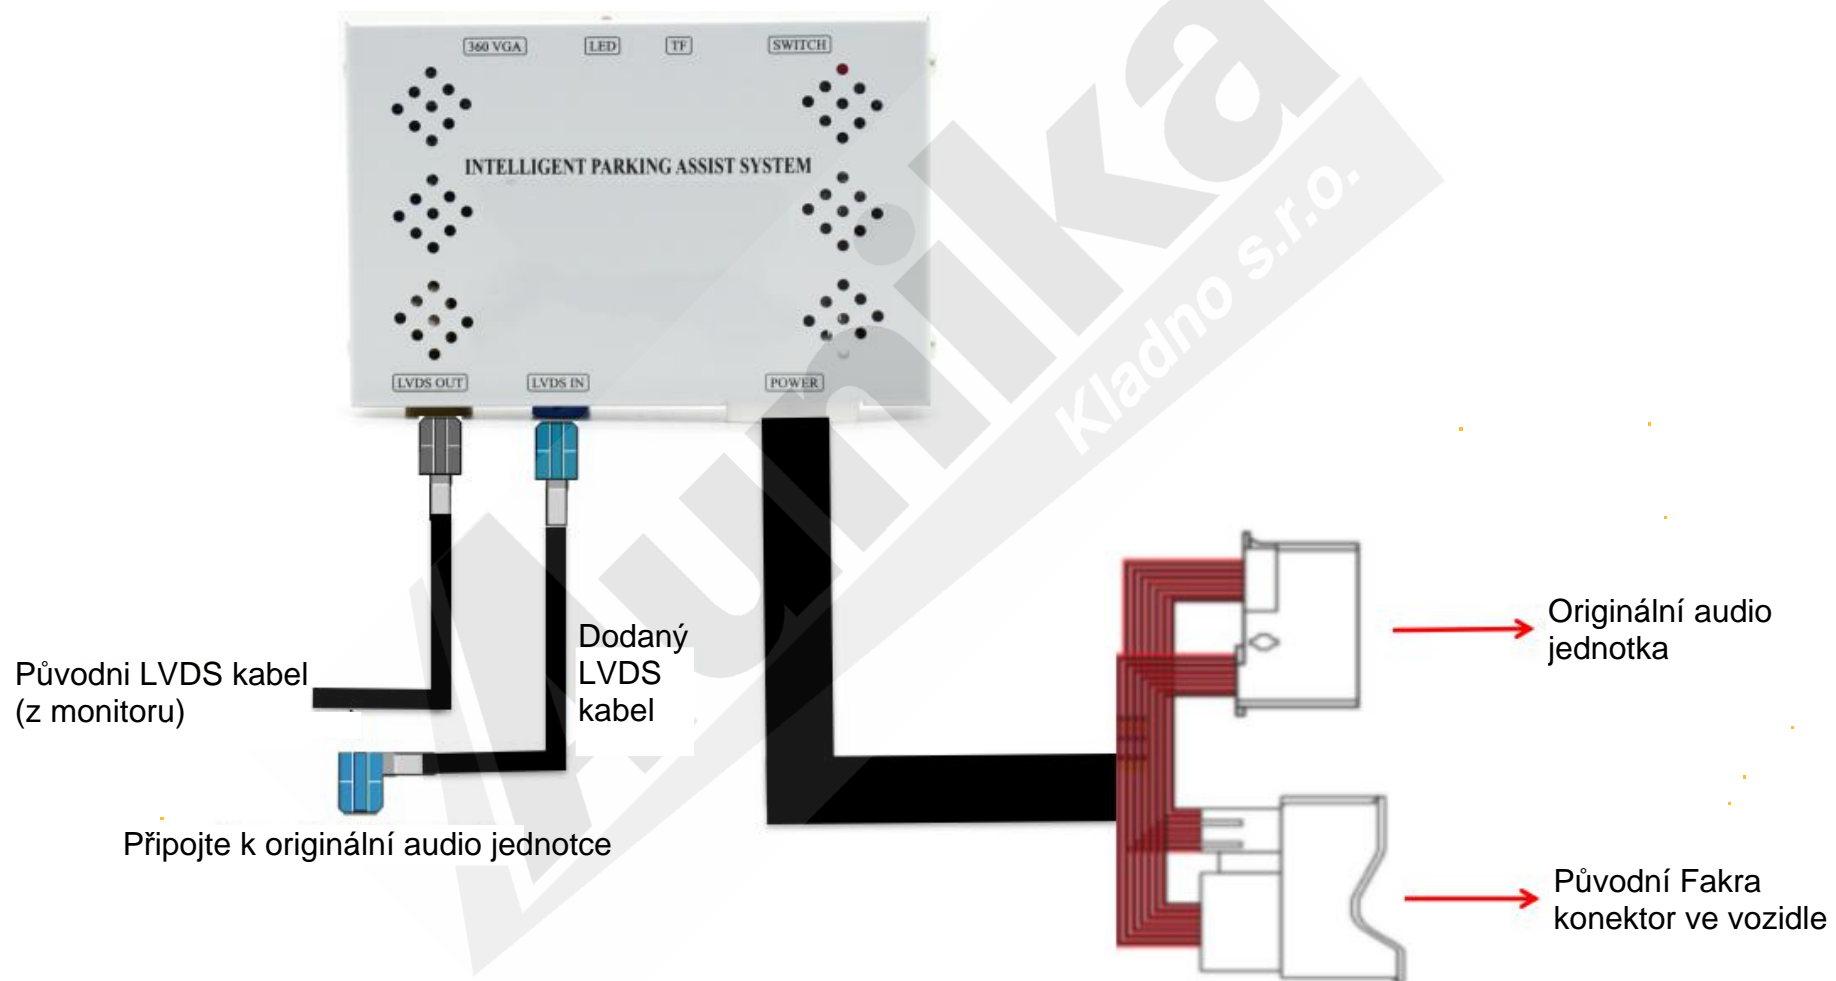 360 VGA
LED
TF
SWITCH
INTELLIGENT PARKING ASSIST SYSTEM
LVDS OUT
LVDS IN
POWER
Aunika
Kladno s.r.o.
Původni LVDS kabel
(z monitoru)
Dodaný
LVDS
kabel
Připojte k originální audio jednotce
Originální audio
jednotka
Původní Fakra
konektor ve vozidle